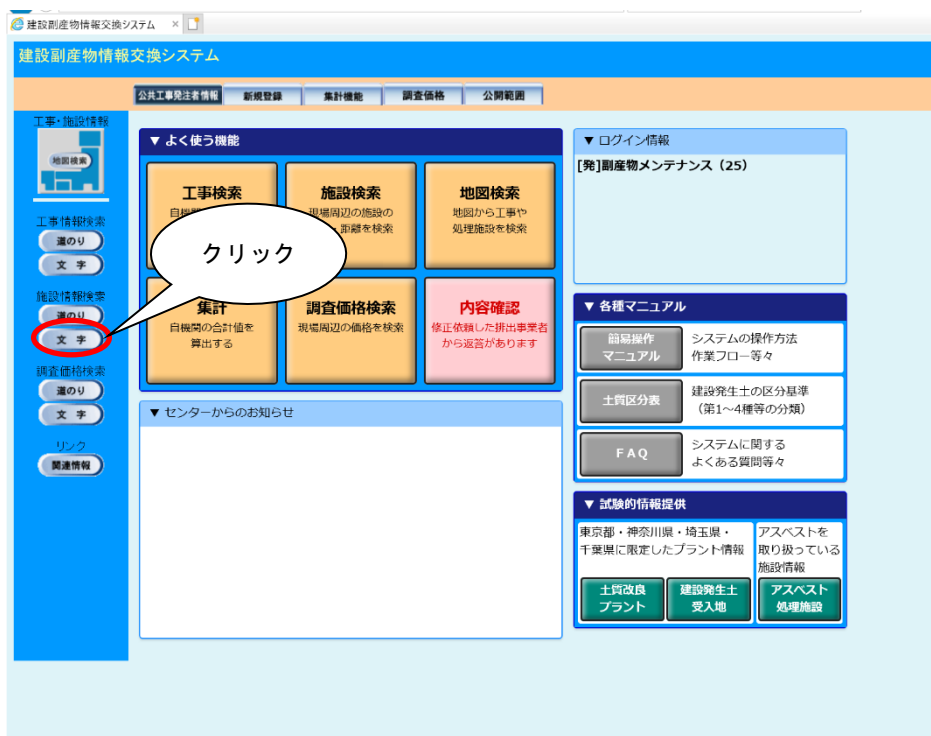 建設副産物情報交換システム
建設副産物情報交換システム
公共工事発注者情報 新規登録 集計機能 調査価格 公開範囲
工事・施設情報
地図検索
工事情報検索
道のり
文 字
施設情報検索
道のり
文 字
調査価格検索
道のり
文 字
リンク
関連情報
▼ よく使う機能
工事検索
施設検索
現場周辺の施設の
距離を検索
地図検索
地図から工事や
処理施設を検索
クリック
集計
自機関の合計値を
算出する
調査価格検索
現場周辺の価格を検索
内容確認
修正依頼した排出事業者
から返答があります
▼ センターからのお知らせ
▼ ログイン情報
[発]副産物メンテナンス（25）
▼ 各種マニュアル
簡易操作
マニュアル
システムの操作方法
作業フロー等々
土質区分表
建設発生土の区分基準
（第1～4種等の分類）
ＦＡＱ
システムに関する
よくある質問等々
▼ 試験的情報提供
東京都・神奈川県・埼玉県・
千葉県に限定したプラント情報
土質改良
プラント
建設発生土
受入地
アスベストを
取り扱っている
施設情報
アスベスト
処理施設